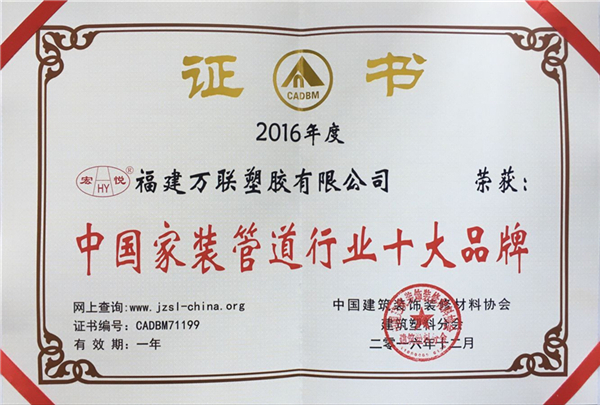 证 书
CADBM
2016年度
宏 HY 悦 ® 福建万联塑胶有限公司 荣获：
中国家装管道行业十大品牌
网上查询:www.jzsl-china.org
证书编号：CADBM71199
有 效 期：一年
中国建筑装饰装修材料协会
建筑塑料分会
二零一六年十二月